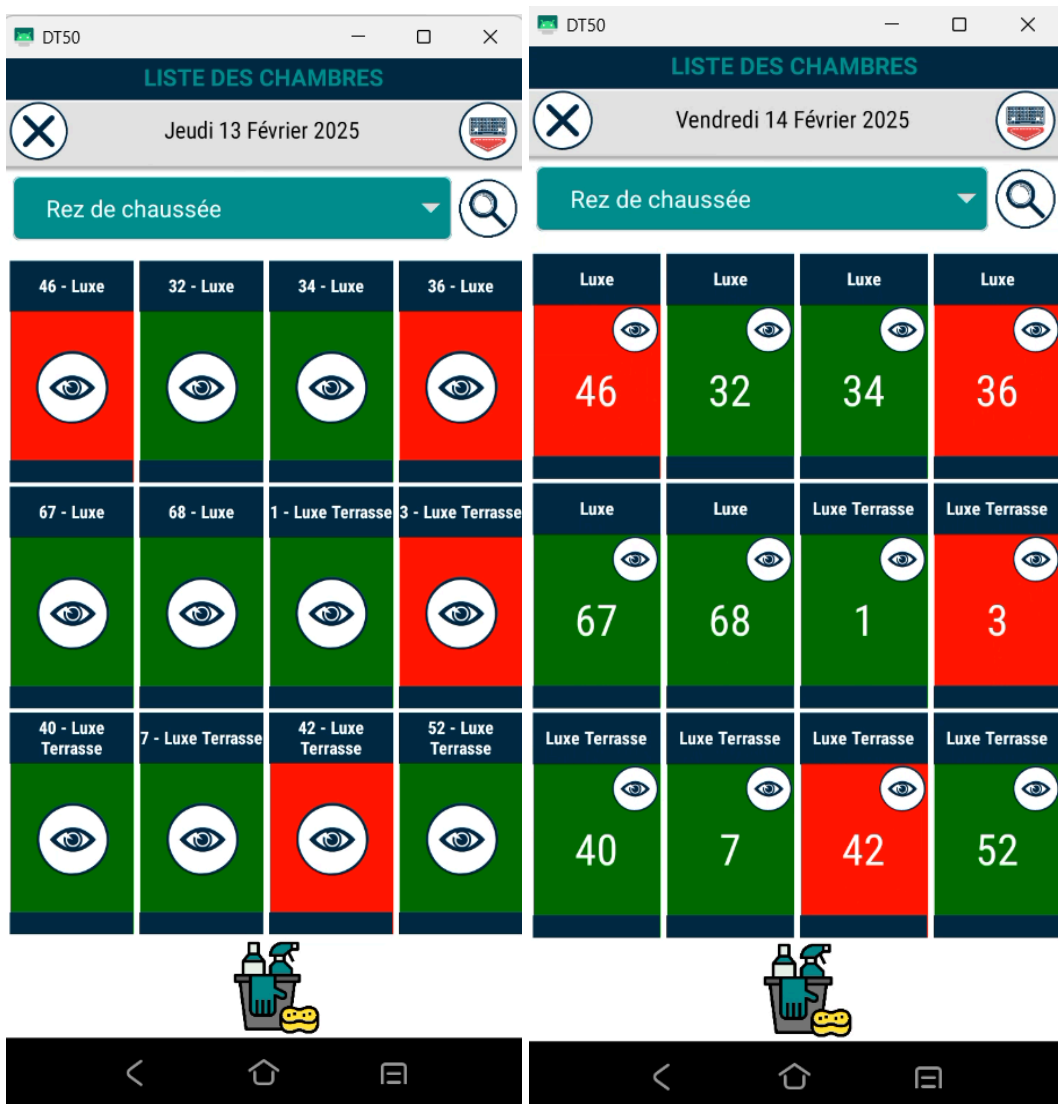 DT50
LISTE DES CHAMBRES
Jeudi 13 Février 2025
Rez de chaussée
46 - Luxe
32 - Luxe
34 - Luxe
36 - Luxe
67 - Luxe
68 - Luxe
1 - Luxe Terrasse
3 - Luxe Terrasse
40 - Luxe
Terrasse
7 - Luxe Terrasse
42 - Luxe
Terrasse
52 - Luxe
Terrasse
DT50
LISTE DES CHAMBRES
Vendredi 14 Février 2025
Rez de chaussée
Luxe
Luxe
Luxe
Luxe
46
32
34
36
Luxe
Luxe
Luxe Terrasse
Luxe Terrasse
67
68
1
3
Luxe Terrasse
Luxe Terrasse
Luxe Terrasse
Luxe Terrasse
40
7
42
52